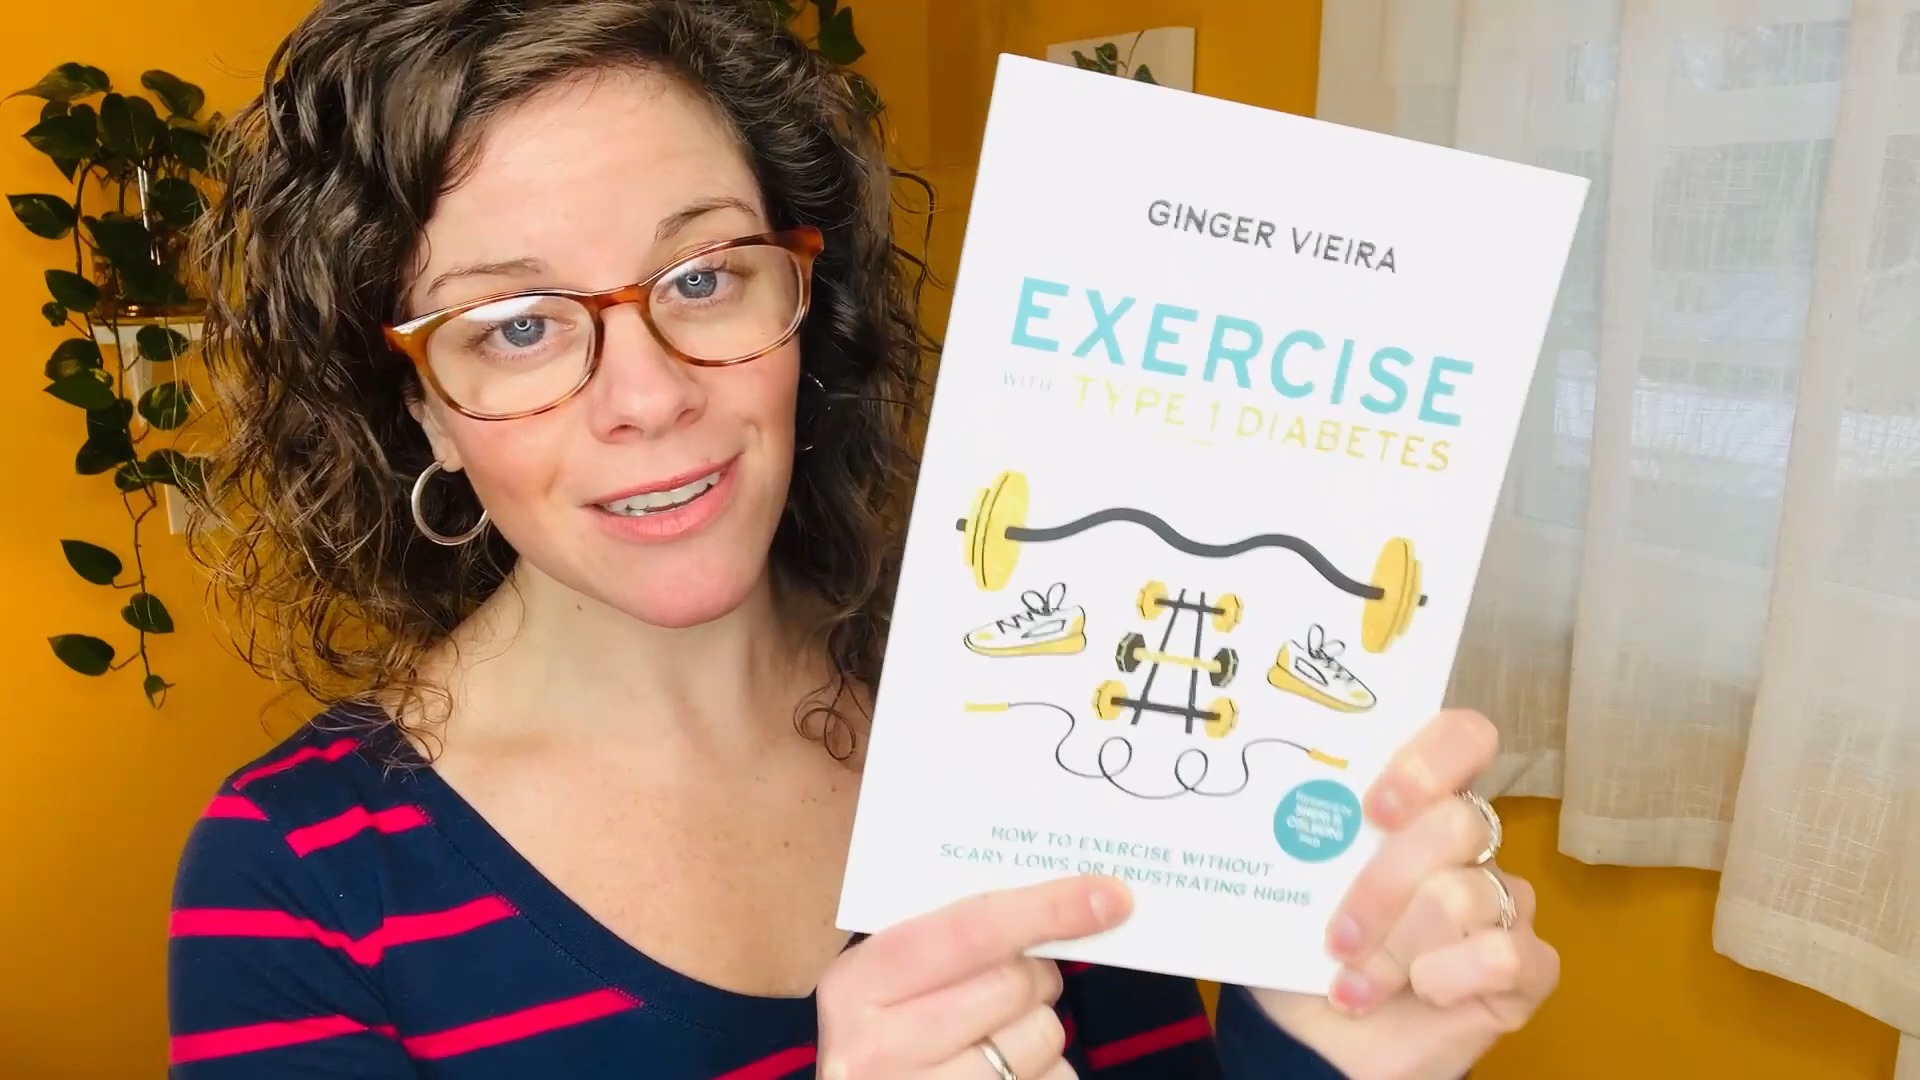 GINGER VIEIRA
EXERCISE
WITH TYPE 1 DIABETES
HOW TO EXERCISE WITHOUT
SCARY LOWS OR FRUSTRATING HIGHS